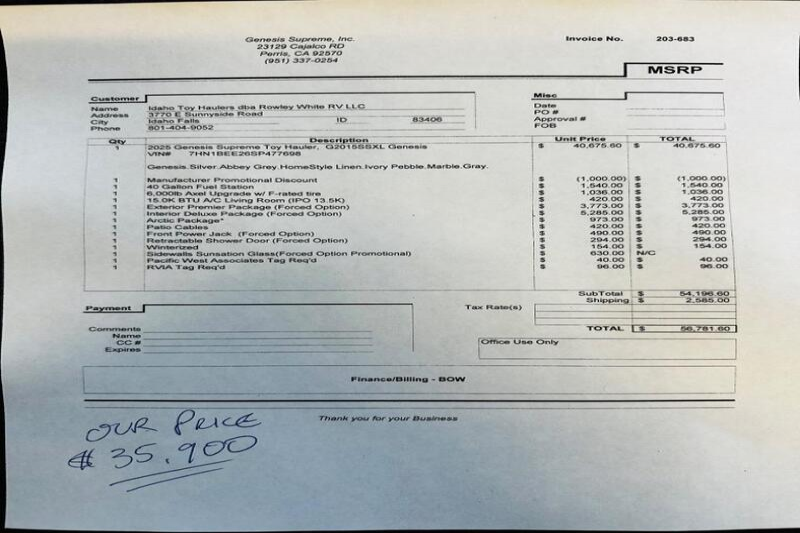 Genesis Supreme, Inc.
23129 Cajalco RD
Perris, CA 92570
(951) 337-0254
Invoice No. 203-683
MSRP
Customer
Name Idaho Toy Haulers dba Rowley White RV LLC
Address 3770 E Sunnyside Road
City Idaho Falls ID 83406
Phone 801-404-9052
Misc
Date
PO #
Approval #
FOB
Qty Description Unit Price TOTAL
1 2025 Genesis Supreme Toy Hauler, G2015SSXL Genesis $ 40,675.60 $ 40,675.60
VIN# 7HN1BEE26SP477698
Genesis.Silver.Abbey Grey.HomeStyle Linen.Ivory Pebble.Marble.Gray.
1 Manufacturer Promotional Discount $ (1,000.00) $ (1,000.00)
1 40 Gallon Fuel Station $ 1,540.00 $ 1,540.00
1 6,000lb Axel Upgrade w/ F-rated tire $ 1,036.00 $ 1,036.00
1 15.0K BTU A/C Living Room (IPO 13.5K) $ 420.00 $ 420.00
1 Exterior Premier Package (Forced Option) $ 3,773.00 $ 3,773.00
1 Interior Deluxe Package (Forced Option) $ 5,285.00 $ 5,285.00
1 Arctic Package* $ 973.00 $ 973.00
1 Patio Cables $ 420.00 $ 420.00
1 Front Power Jack (Forced Option) $ 490.00 $ 490.00
1 Retractable Shower Door (Forced Option) $ 294.00 $ 294.00
1 Winterized $ 154.00 $ 154.00
1 Sidewalls Sunsation Glass(Forced Option Promotional) $ 630.00 N/C
1 Pacific West Associates Tag Req'd $ 40.00 $ 40.00
1 RVIA Tag Req'd $ 96.00 $ 96.00
SubTotal $ 54,196.60
Shipping $ 2,585.00
Payment
Tax Rate(s)
TOTAL $ 56,781.60
Comments
Name
CC #
Expires
Office Use Only
Finance/Billing - BOW
Thank you for your Business
OUR PRICE
$ 35,900